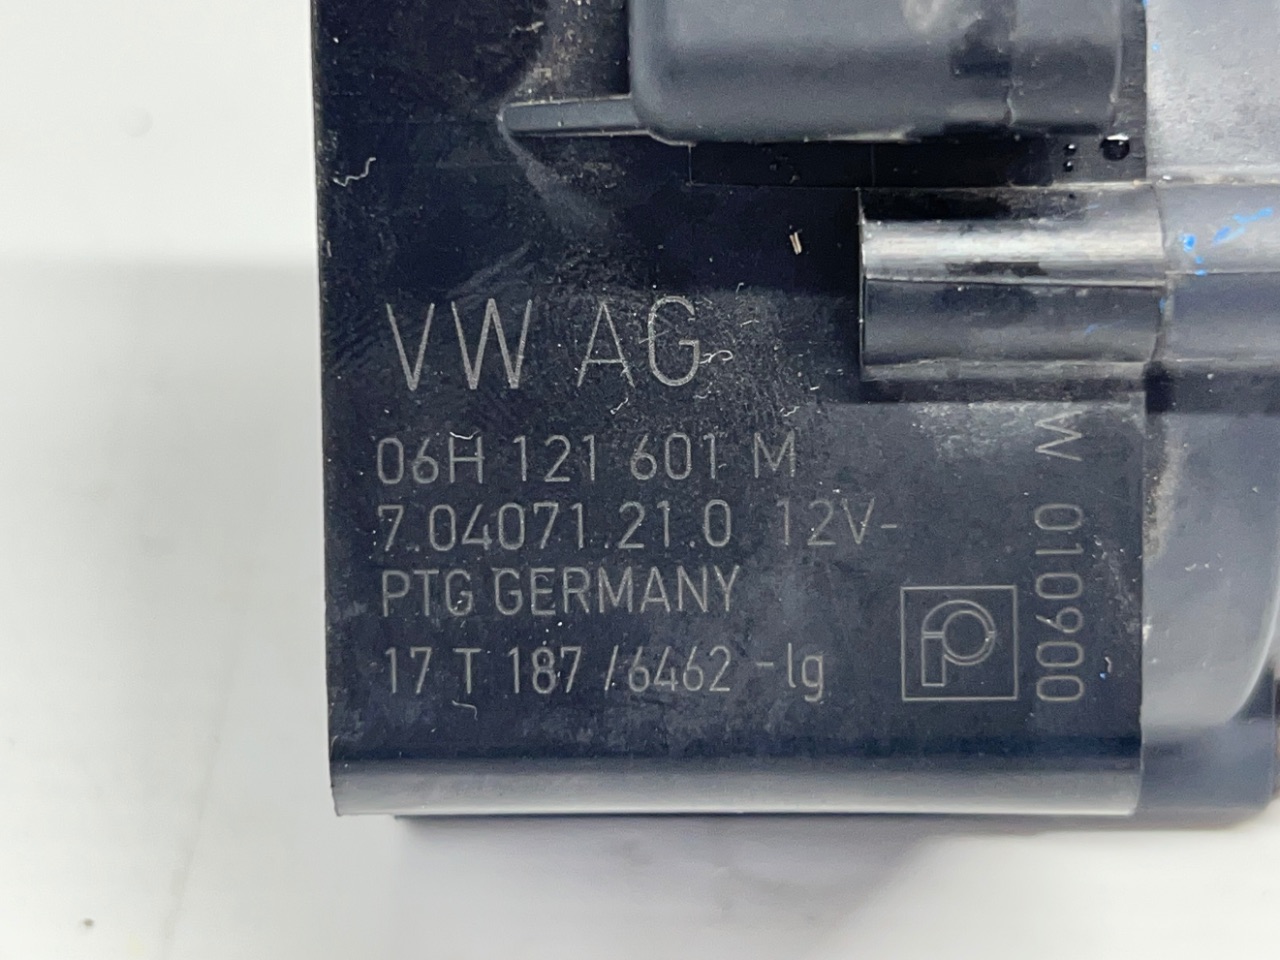 VW AG
06H 121 601 M
7.04071.21.0 12V-
PTG GERMANY
17 T 187 /6462 -lg
W 010900